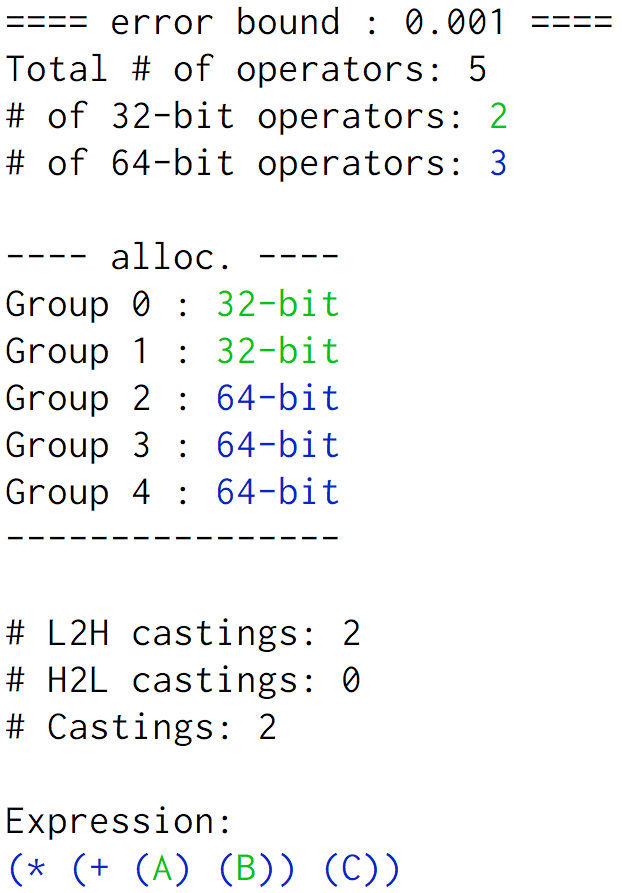 ==== error bound : 0.001 ====
Total # of operators: 5
# of 32-bit operators: 2
# of 64-bit operators: 3
---- alloc. ----
Group 0 : 32-bit
Group 1 : 32-bit
Group 2 : 64-bit
Group 3 : 64-bit
Group 4 : 64-bit
----------------
# L2H castings: 2
# H2L castings: 0
# Castings: 2
Expression:
(* (+ (A) (B)) (C))